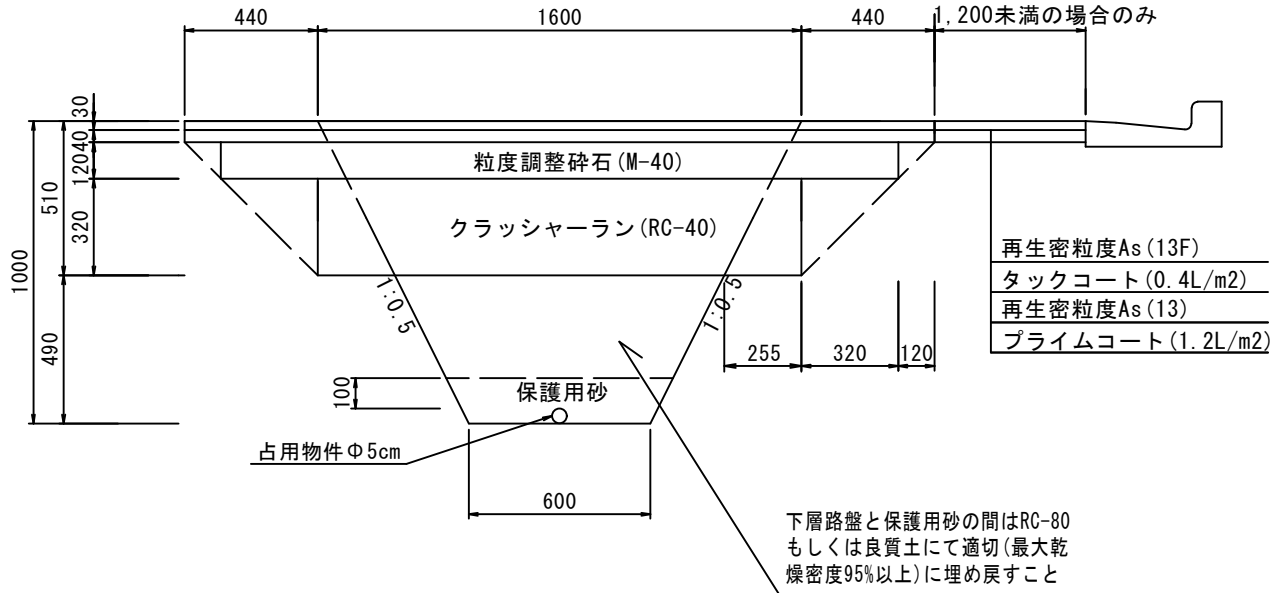 440
1600
440
1,200未満の場合のみ
30
40
120
320
510
1000
490
粒度調整砕石(M-40)
クラッシャーラン(RC-40)
再生密粒度As(13F)
タックコート(0.4L/m2)
再生密粒度As(13)
プライムコート(1.2L/m2)
1:0.5
1:0.5
255
320
120
100
保護用砂
占用物件Φ5cm
600
下層路盤と保護用砂の間はRC-80
もしくは良質土にて適切(最大乾
燥密度95%以上)に埋め戻すこと